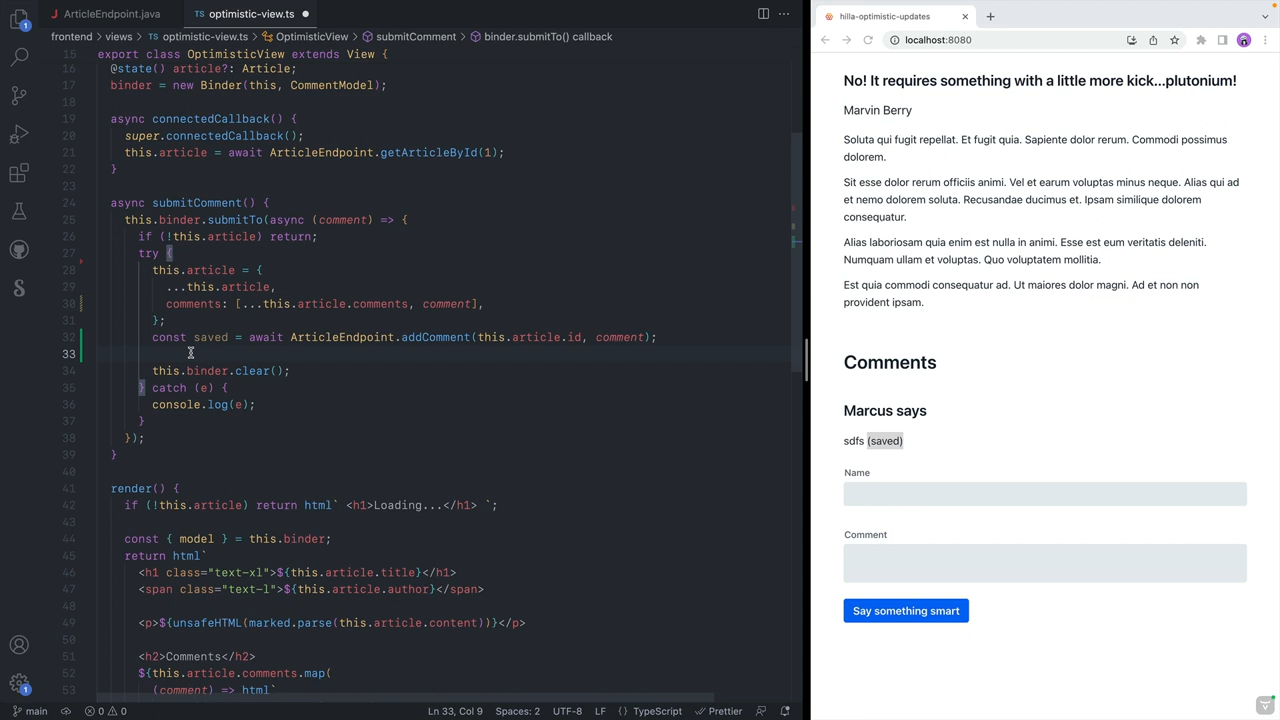 ArticleEndpoint.java
TS optimistic-view.ts
frontend > views > TS optimistic-view.ts > OptimisticView > submitComment > binder.submitTo() callback
15 export class OptimisticView extends View {
16 @state() article?: Article;
17 binder = new Binder(this, CommentModel);
18
19 async connectedCallback() {
20 super.connectedCallback();
21 this.article = await ArticleEndpoint.getArticleById(1);
22 }
23
24 async submitComment() {
25 this.binder.submitTo(async (comment) => {
26 if (!this.article) return;
27 try {
28 this.article = {
29 ...this.article,
30 comments: [...this.article.comments, comment],
31 };
32 const saved = await ArticleEndpoint.addComment(this.article.id, comment);
33
34 this.binder.clear();
35 } catch (e) {
36 console.log(e);
37 }
38 });
39 }
40
41 render() {
42 if (!this.article) return html` <h1>Loading...</h1> `;
43
44 const { model } = this.binder;
45 return html`
46 <h1 class="text-xl">${this.article.title}</h1>
47 <span class="text-l">${this.article.author}</span>
48
49 <p>${unsafeHTML(marked.parse(this.article.content))}</p>
50
51 <h2>Comments</h2>
52 ${this.article.comments.map(
53 (comment) => html`
1
1
main
0 0
Ln 33, Col 9
Spaces: 2
UTF-8
LF
{} TypeScript
Prettier
hilla-optimistic-updates
localhost:8080
No! It requires something with a little more kick...plutonium!
Marvin Berry
Soluta qui fugit repellat. Et fugit quia. Sapiente dolor rerum. Commodi possimus
dolorem.
Sit esse dolor rerum officiis animi. Vel et earum voluptas minus neque. Alias qui ad
et nemo dolorem soluta. Recusandae ducimus et. Ipsam similique dolorem
consequatur.
Alias laboriosam quia enim est nulla in animi. Esse est eum veritatis deleniti.
Numquam ullam et voluptas. Quo voluptatem mollitia.
Est quia commodi consequatur ad. Ut maiores dolor magni. Ad et non non
provident ipsam.
Comments
Marcus says
sdfs (saved)
Name
Comment
Say something smart